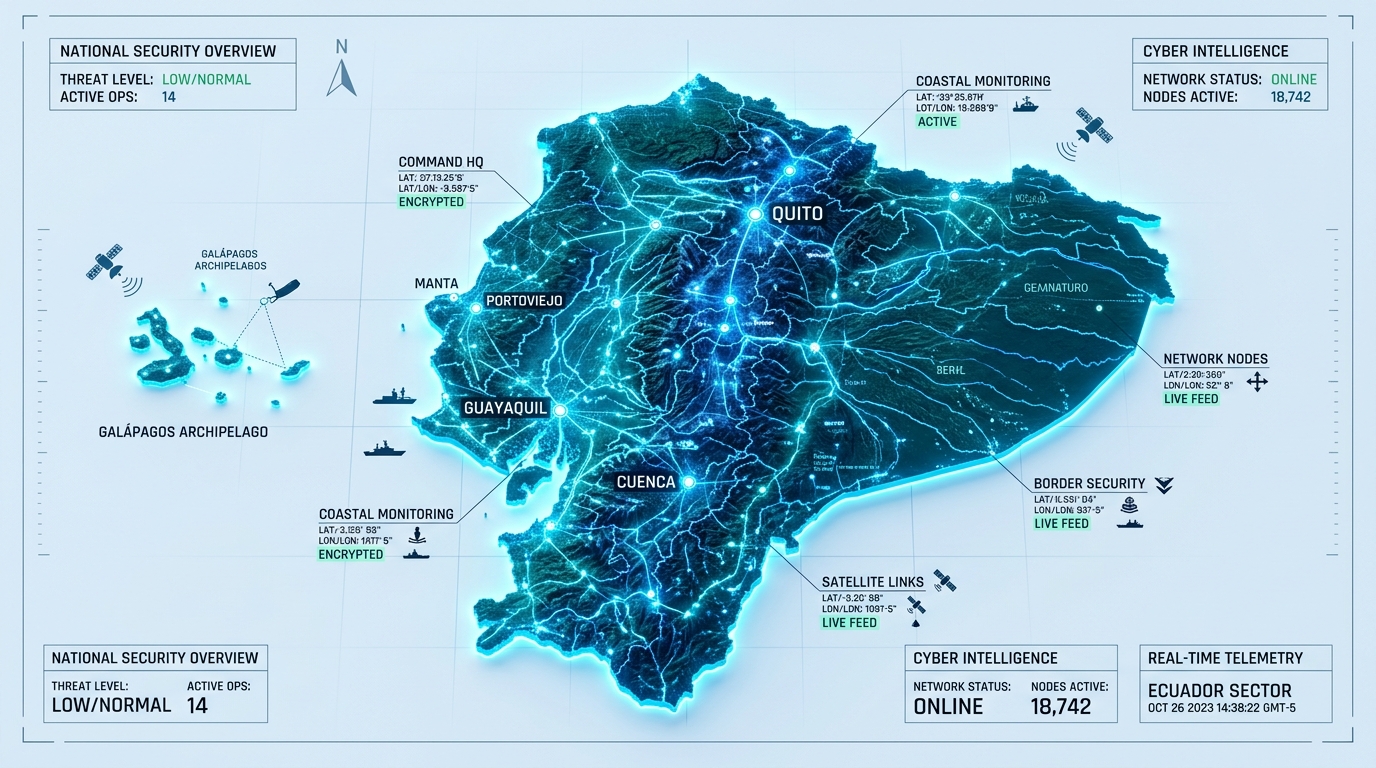 NATIONAL SECURITY OVERVIEW
THREAT LEVEL: LOW/NORMAL
ACTIVE OPS: 14
N
COASTAL MONITORING
ACTIVE
CYBER INTELLIGENCE
NETWORK STATUS: ONLINE
NODES ACTIVE: 18,742
COMMAND HQ
ENCRYPTED
QUITO
GALÁPAGOS
MANTA
PORTOVIEJO
GEMNATURO
NETWORK NODES
LIVE FEED
BERIL
GUAYAQUIL
GALÁPAGOS ARCHIPELAGO
CUENCA
BORDER SECURITY
LIVE FEED
COASTAL MONITORING
ENCRYPTED
SATELLITE LINKS
LIVE FEED
NATIONAL SECURITY OVERVIEW
THREAT LEVEL: ACTIVE OPS:
LOW/NORMAL 14
CYBER INTELLIGENCE
NETWORK STATUS: NODES ACTIVE:
ONLINE 18,742
REAL-TIME TELEMETRY
ECUADOR SECTOR
OCT 26 2023 14:38:22 GMT-5